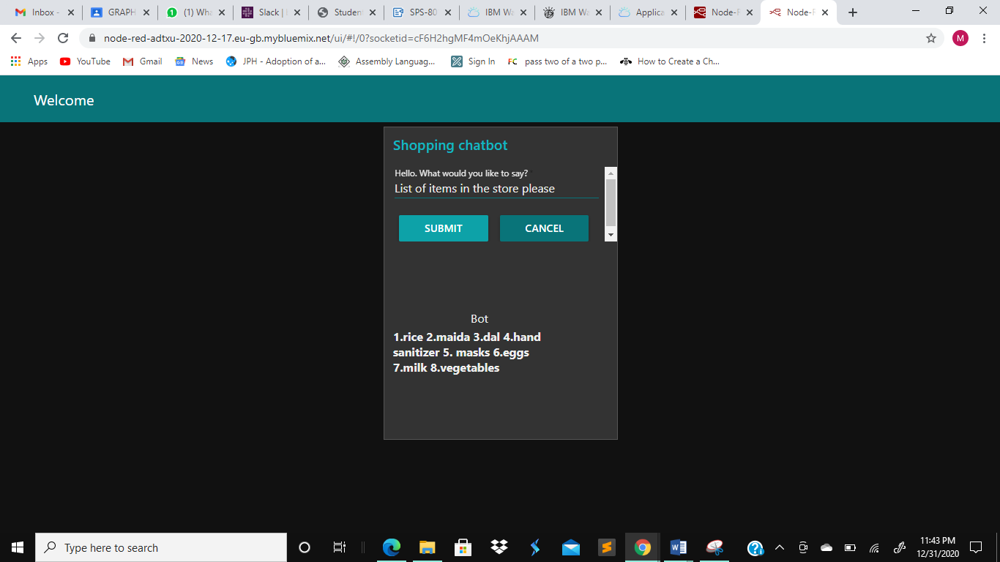 Inbox -
GRAPH
(1) Wha
Slack |
Student
SPS-80
IBM Wa
IBM Wa
Applica
Node-F
Node-F
node-red-adtxu-2020-12-17.eu-gb.mybluemix.net/ui/#!/0?socketid=cF6H2hgMF4mOeKhjAAAM
M
Apps
YouTube
Gmail
News
JPH - Adoption of a...
Assembly Languag...
Sign In
FC pass two of a two p...
How to Create a Ch...
Welcome
Shopping chatbot
Hello. What would you like to say?
List of items in the store please
SUBMIT
CANCEL
Bot
1.rice 2.maida 3.dal 4.hand
sanitizer 5. masks 6.eggs
7.milk 8.vegetables
Type here to search
11:43 PM
12/31/2020